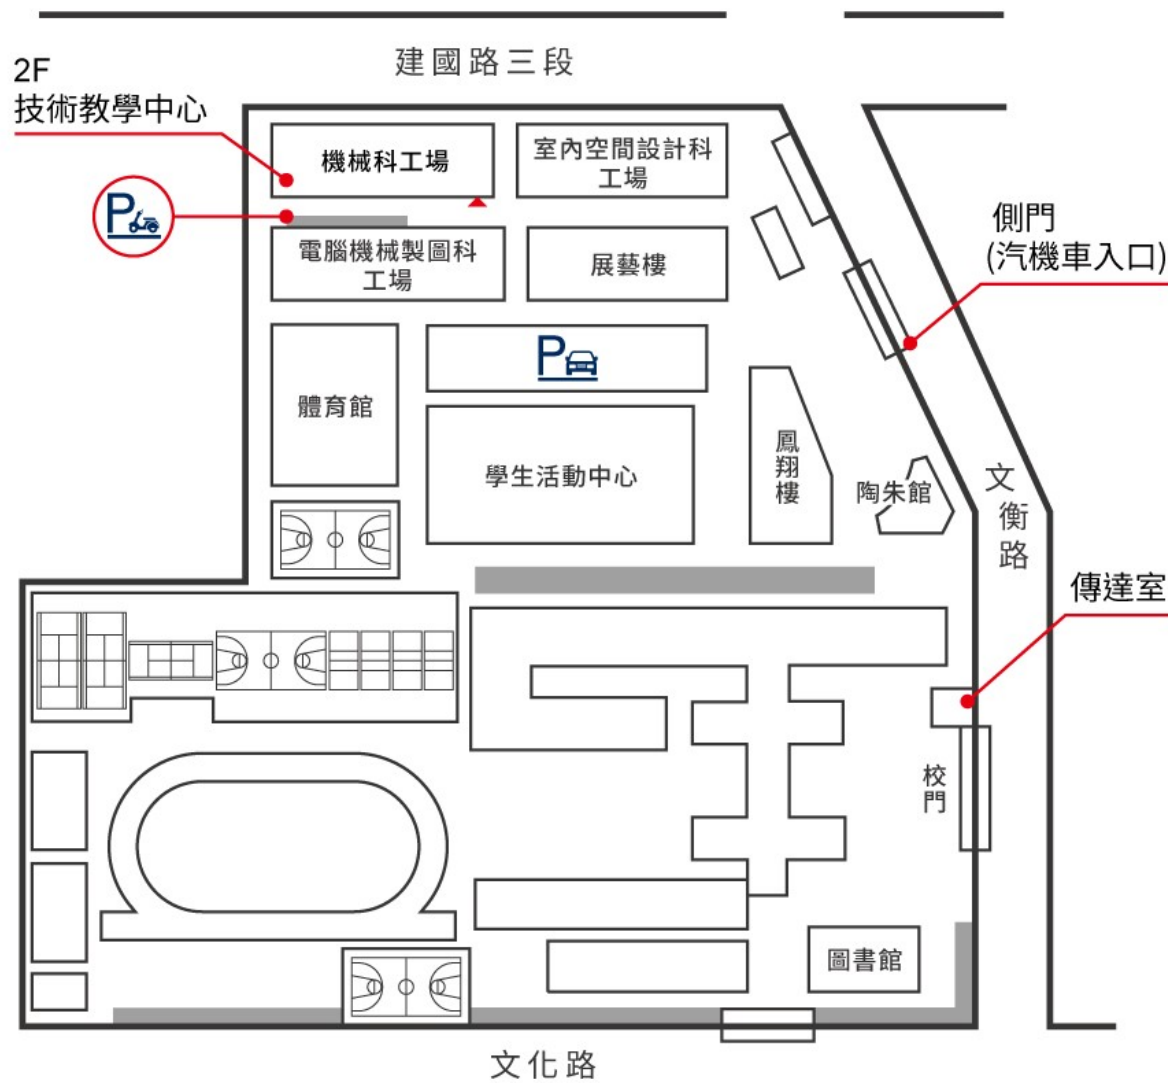 建國路三段
2F
技術教學中心
機械科工場
室內空間設計科
工場
P
側門
(汽機車入口)
電腦機械製圖科
工場
展藝樓
P
體育館
學生活動中心
鳳翔樓
陶朱館
文衡路
傳達室
校門
圖書館
文化路